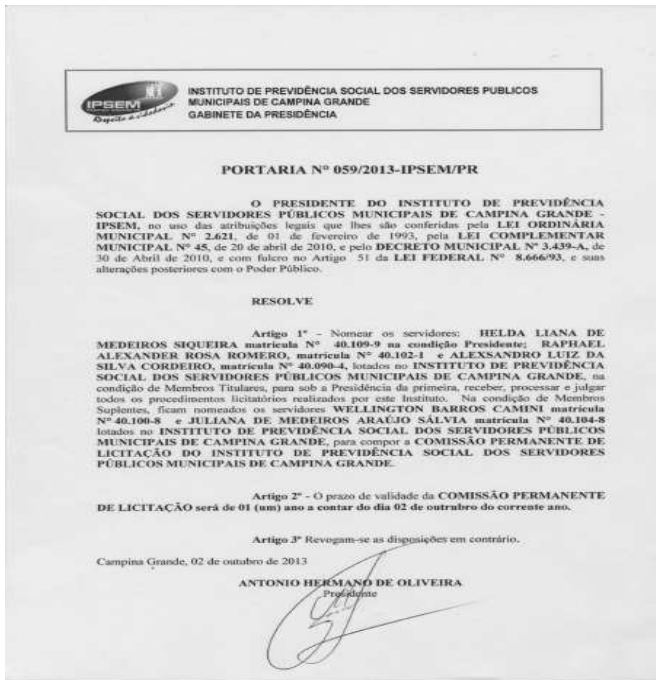 IPSEM
Respeito à cidadania
INSTITUTO DE PREVIDÊNCIA SOCIAL DOS SERVIDORES PUBLICOS
MUNICIPAIS DE CAMPINA GRANDE
GABINETE DA PRESIDÊNCIA
PORTARIA Nº 059/2013-IPSEM/PR
O PRESIDENTE DO INSTITUTO DE PREVIDÊNCIA
SOCIAL DOS SERVIDORES PÚBLICOS MUNICIPAIS DE CAMPINA GRANDE -
IPSEM, no uso das atribuições legais que lhes são conferidas pela LEI ORDINÁRIA
MUNICIPAL Nº 2.621, de 01 de fevereiro de 1993, pela LEI COMPLEMENTAR
MUNICIPAL Nº 45, de 20 de abril de 2010, e pelo DECRETO MUNICIPAL Nº 3.439-A, de
30 de Abril de 2010, e com fulcro no Artigo 51 da LEI FEDERAL Nº 8.666/93, e suas
alterações posteriores com o Poder Público.
RESOLVE
Artigo 1º - Nomear os servidores: HELDA LIANA DE
MEDEIROS SIQUEIRA matrícula Nº 40.109-9 na condição Presidente; RAPHAEL
ALEXANDER ROSA ROMERO, matrícula Nº 40.102-1 e ALEXSANDRO LUIZ DA
SILVA CORDEIRO, matrícula Nº 40.090-4, lotados no INSTITUTO DE PREVIDÊNCIA
SOCIAL DOS SERVIDORES PÚBLICOS MUNICIPAIS DE CAMPINA GRANDE, na
condição de Membros Titulares, para sob a Presidência da primeira, receber, processar e julgar
todos os procedimentos licitatórios realizados por este Instituto. Na condição de Membros
Suplentes, ficam nomeados os servidores WELLINGTON BARROS CAMINI matrícula
Nº 40.100-8 e JULIANA DE MEDEIROS ARAÚJO SÁLVIA matrícula Nº 40.104-8
lotados no INSTITUTO DE PREVIDÊNCIA SOCIAL DOS SERVIDORES PÚBLICOS
MUNICIPAIS DE CAMPINA GRANDE, para compor a COMISSÃO PERMANENTE DE
LICITAÇÃO DO INSTITUTO DE PREVIDÊNCIA SOCIAL DOS SERVIDORES
PÚBLICOS MUNICIPAIS DE CAMPINA GRANDE.
Artigo 2º - O prazo de validade da COMISSÃO PERMANENTE
DE LICITAÇÃO será de 01 (um) ano a contar do dia 02 de outrubro do corrente ano.
Artigo 3º Revogam-se as disposições em contrário.
Campina Grande, 02 de outubro de 2013
ANTONIO HERMANO DE OLIVEIRA
Presidente